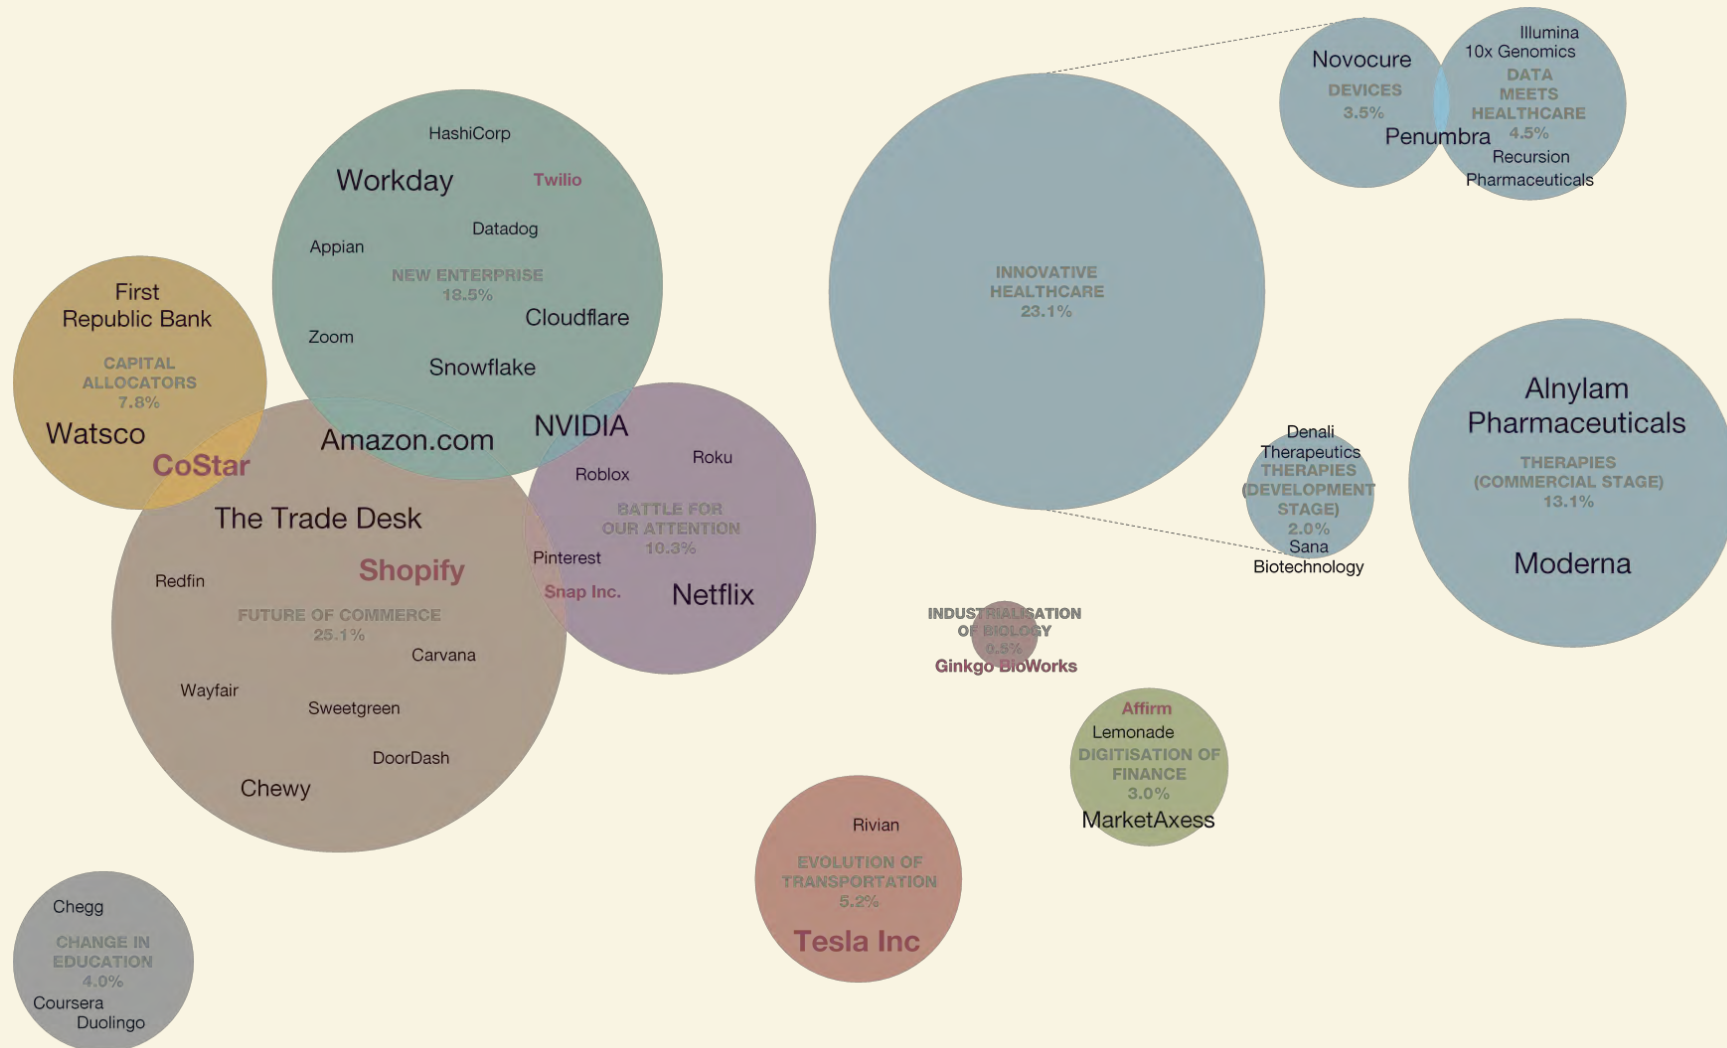 HashiCorp
Workday
Twilio
Datadog
Appian
NEW ENTERPRISE
18.5%
Cloudflare
Zoom
Snowflake
First
Republic Bank
CAPITAL
ALLOCATORS
7.8%
Watsco
CoStar
Amazon.com
NVIDIA
Roku
Roblox
BATTLE FOR
OUR ATTENTION
10.3%
Pinterest
Snap Inc.
Netflix
The Trade Desk
Shopify
Redfin
FUTURE OF COMMERCE
25.1%
Carvana
Wayfair
Sweetgreen
DoorDash
Chewy
Chegg
CHANGE IN
EDUCATION
4.0%
Coursera
Duolingo
INNOVATIVE
HEALTHCARE
23.1%
Novocure
DEVICES
3.5%
Penumbra
Illumina
10x Genomics
DATA
MEETS
HEALTHCARE
4.5%
Recursion
Pharmaceuticals
Denali
Therapeutics
THERAPIES
(DEVELOPMENT
STAGE)
2.0%
Sana
Biotechnology
Alnylam
Pharmaceuticals
THERAPIES
(COMMERCIAL STAGE)
13.1%
Moderna
INDUSTRIALISATION
OF BIOLOGY
0.5%
Ginkgo BioWorks
Affirm
Lemonade
DIGITISATION OF
FINANCE
3.0%
MarketAxess
Rivian
EVOLUTION OF
TRANSPORTATION
5.2%
Tesla Inc